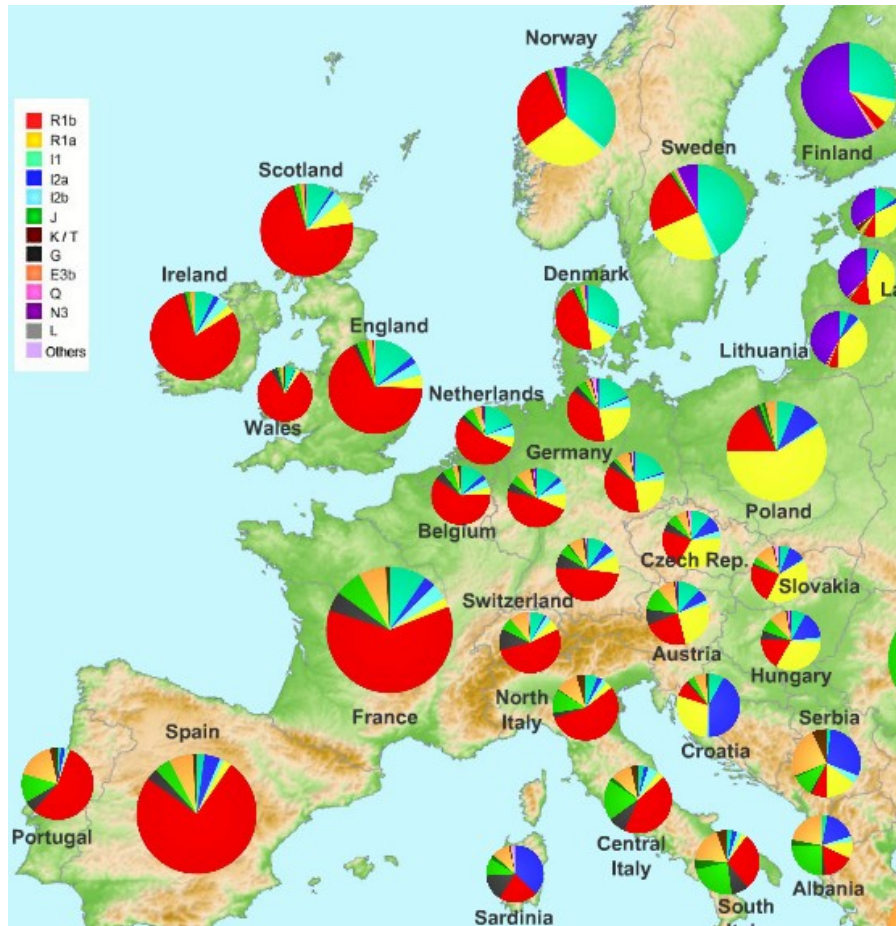 Norway
R1b
R1a
I1
I2a
I2b
J
K / T
G
E3b
Q
N3
L
Others
Sweden
Finland
Scotland
Ireland
England
Denmark
La
Lithuania
Wales
Netherlands
Germany
Poland
Belgium
Czech Rep.
Slovakia
Switzerland
Austria
Hungary
France
North
Italy
Spain
Croatia
Serbia
Portugal
Central
Italy
Albania
South
Sardinia